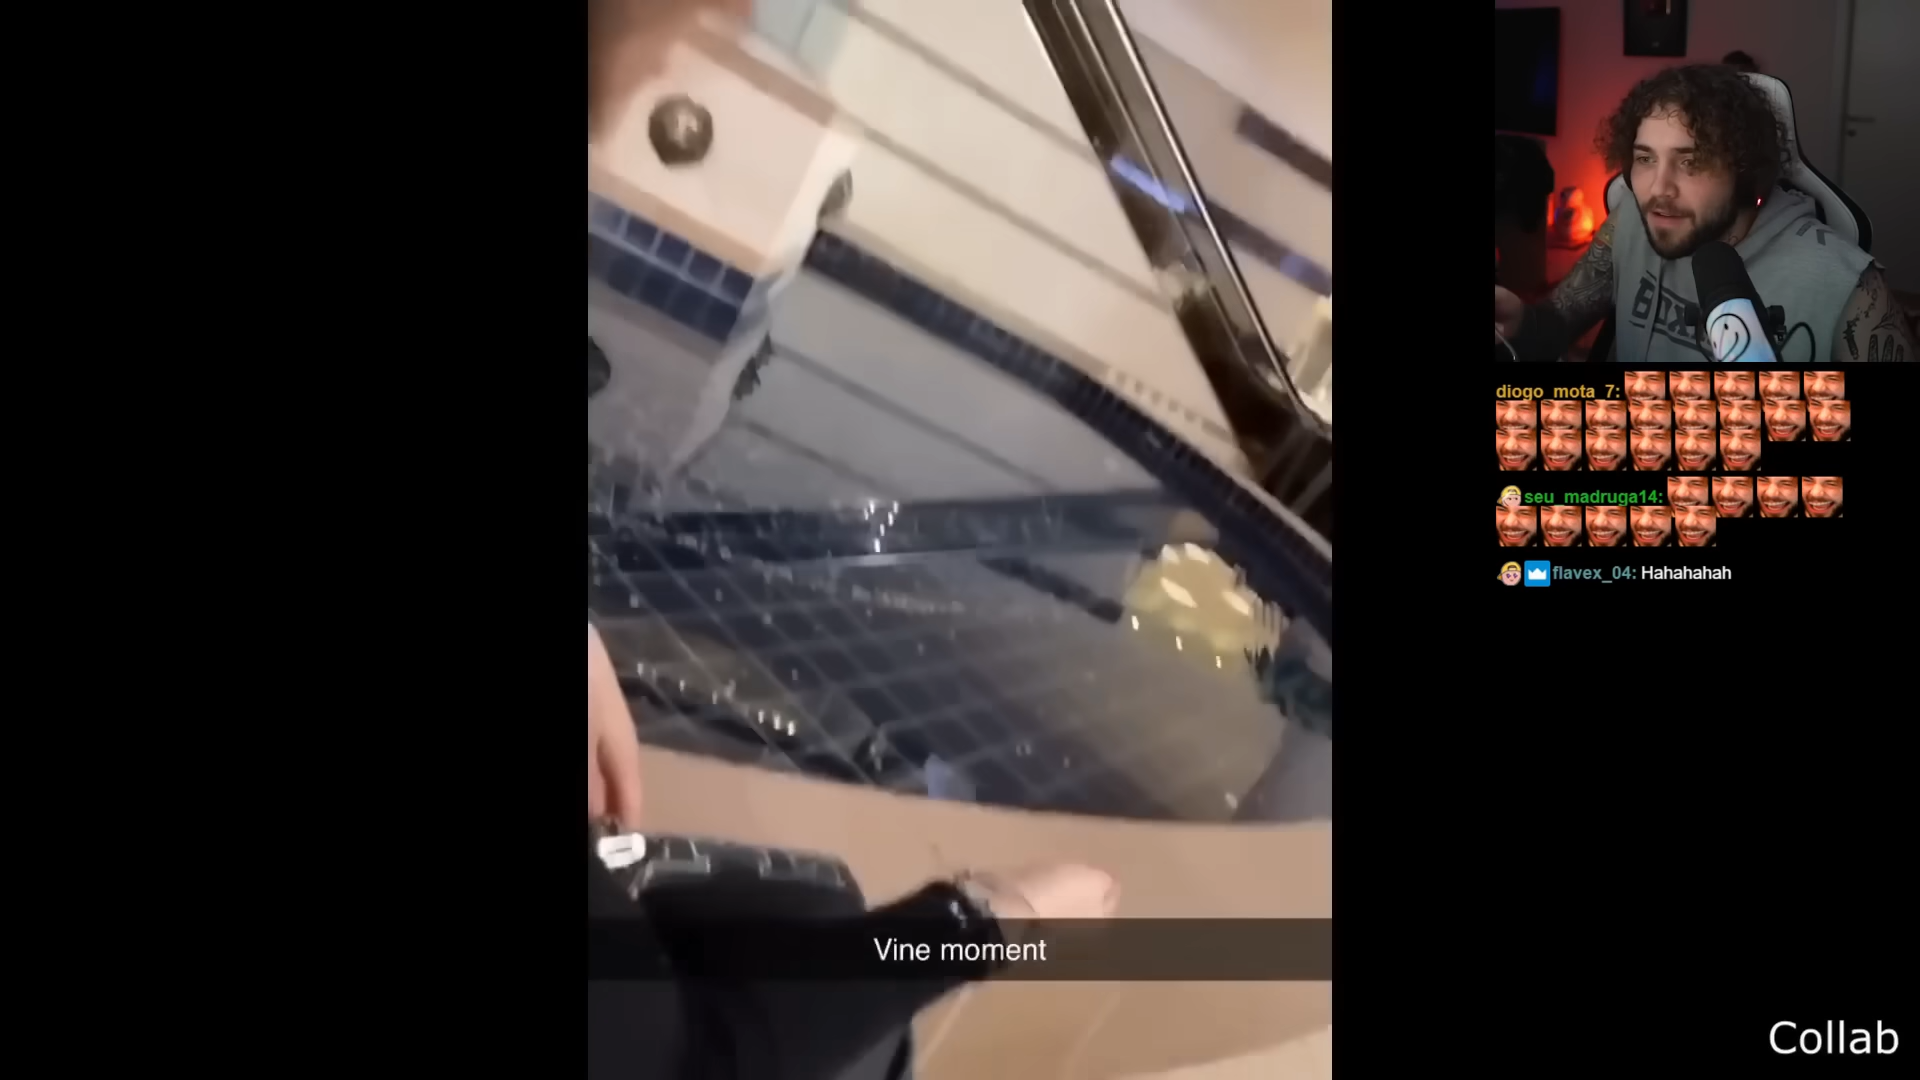 diogo_mota_7:
seu_madruga14:
flavex_04: Hahahahah
Vine moment
Collab